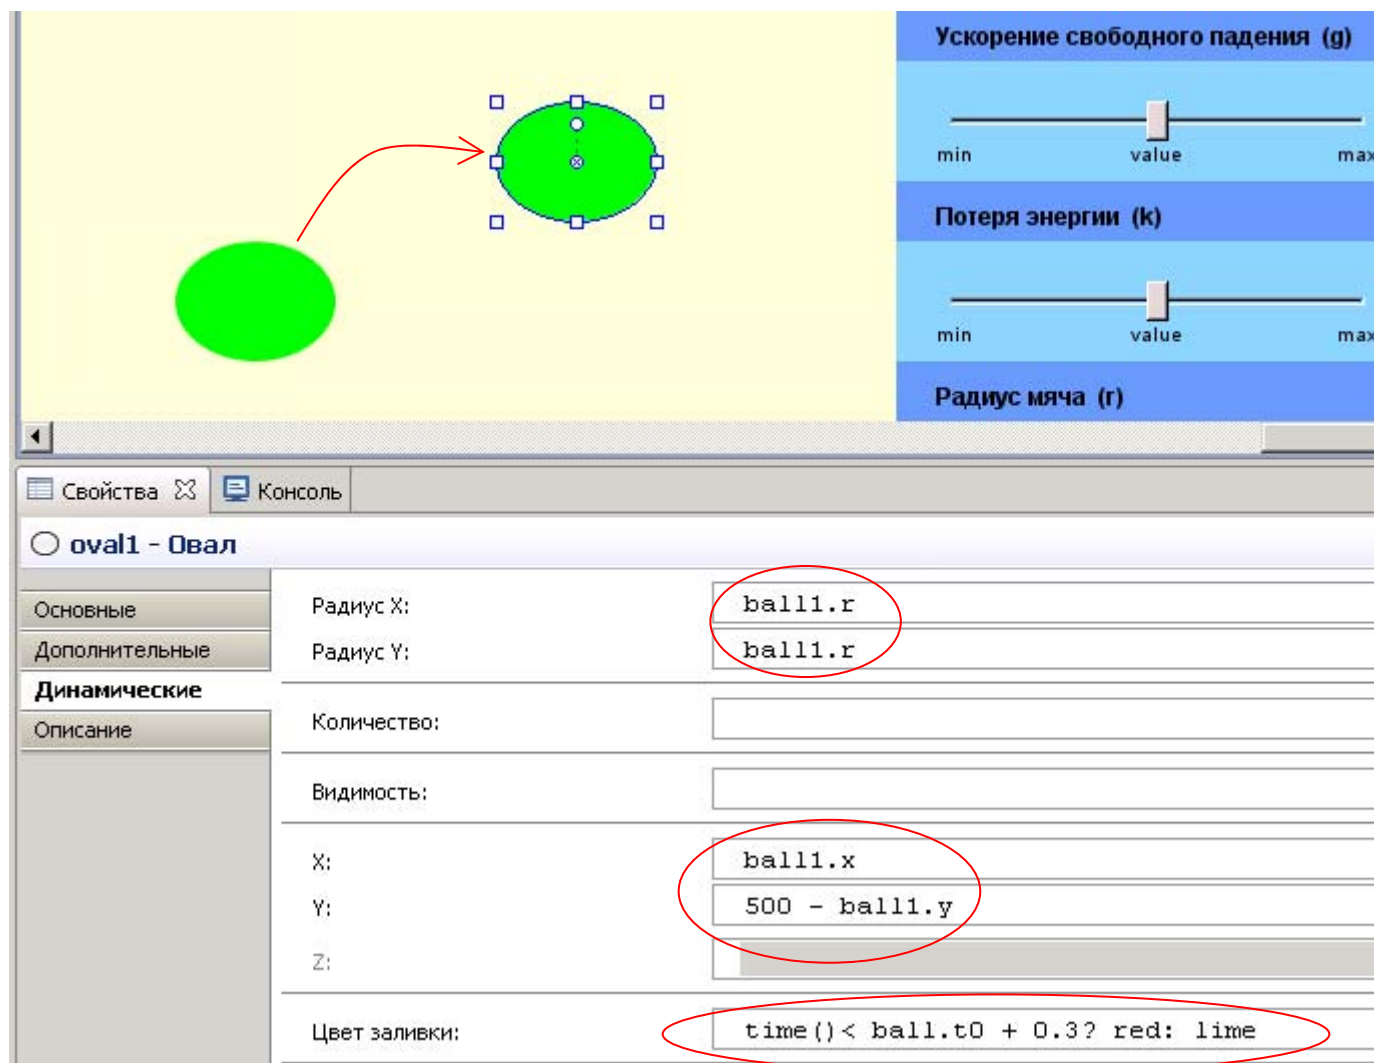 Ускорение свободного падения (g)
min value max
Потеря энергии (k)
min value max
Радиус мяча (r)
Свойства Консоль
oval1 - Овал
Основные
Дополнительные
Динамические
Описание
Радиус X: ball1.r
Радиус Y: ball1.r
Количество:
Видимость:
X: ball1.x
Y: 500 - ball1.y
Z:
Цвет заливки: time()< ball.t0 + 0.3? red: lime